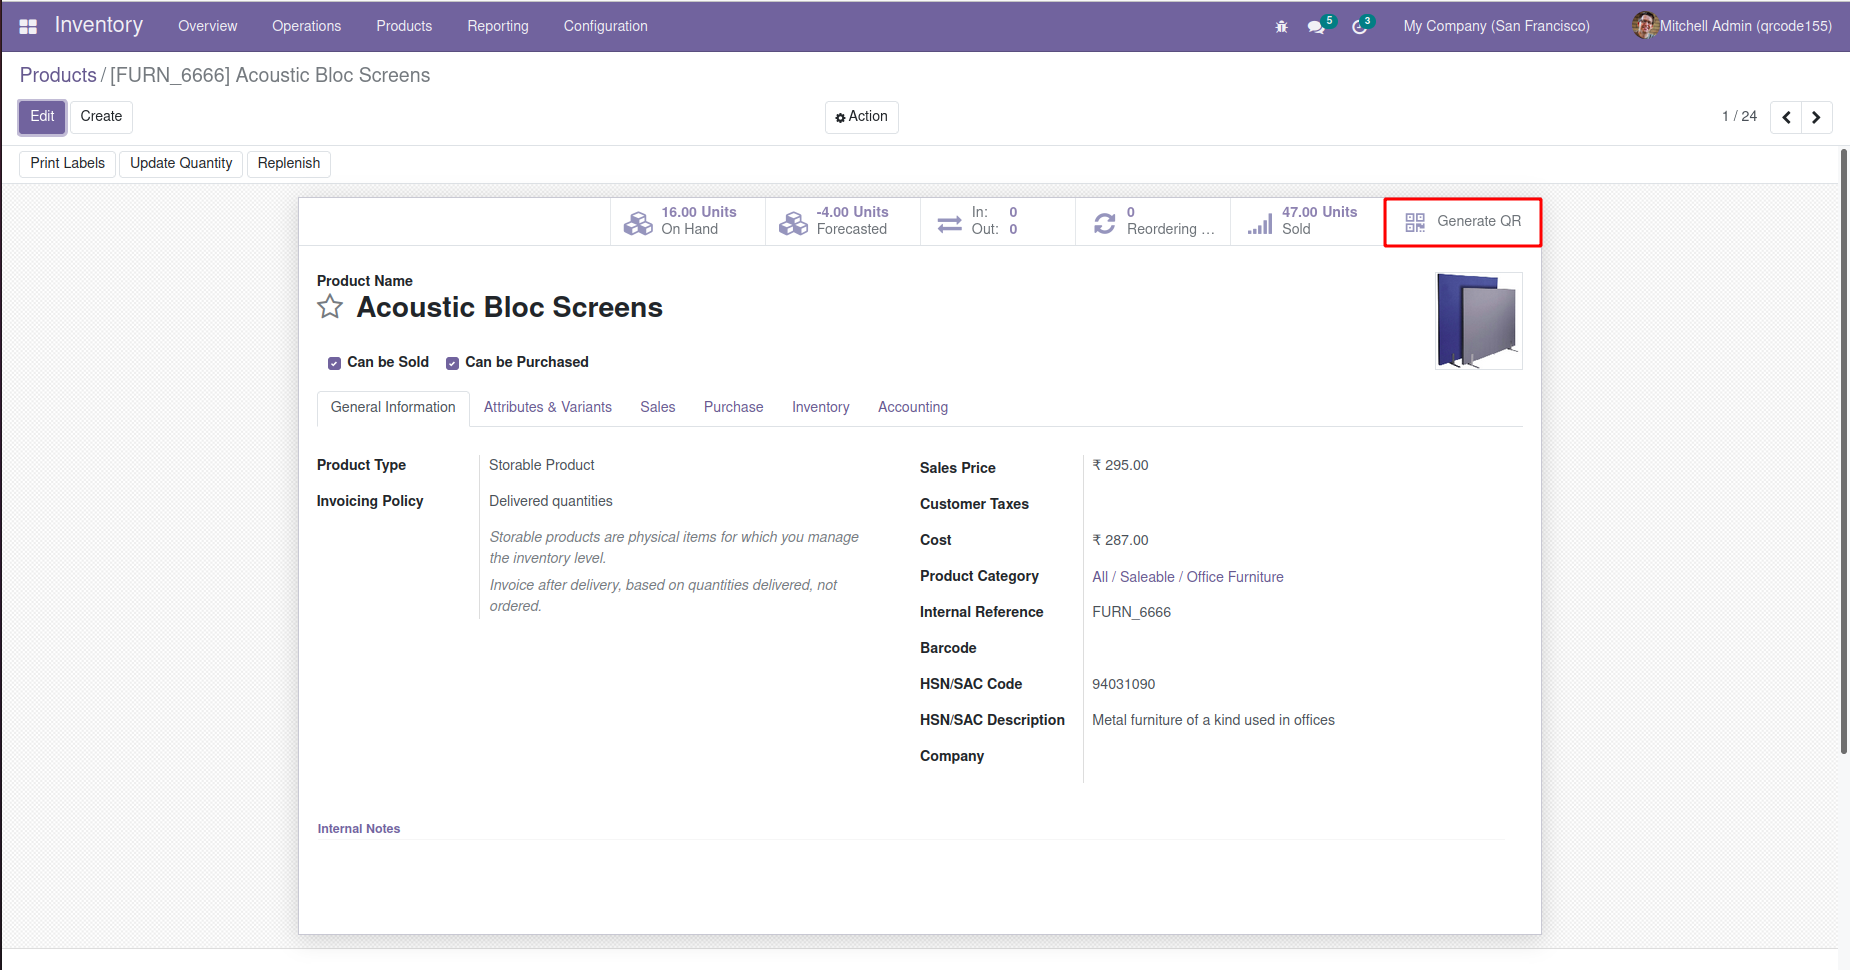 Inventory Overview Operations Products Reporting Configuration 5 3 My Company (San Francisco) Mitchell Admin (qrcode155)
Products / [FURN_6666] Acoustic Bloc Screens
Edit Create Action 1 / 24
Print Labels Update Quantity Replenish
16.00 Units
On Hand
-4.00 Units
Forecasted
In: 0
Out: 0
0
Reordering ...
47.00 Units
Sold
Generate QR
Product Name
Acoustic Bloc Screens
Can be Sold Can be Purchased
General Information Attributes & Variants Sales Purchase Inventory Accounting
Product Type Storable Product
Invoicing Policy Delivered quantities
Storable products are physical items for which you manage
the inventory level.
Invoice after delivery, based on quantities delivered, not
ordered.
Sales Price ₹ 295.00
Customer Taxes
Cost ₹ 287.00
Product Category All / Saleable / Office Furniture
Internal Reference FURN_6666
Barcode
HSN/SAC Code 94031090
HSN/SAC Description Metal furniture of a kind used in offices
Company
Internal Notes